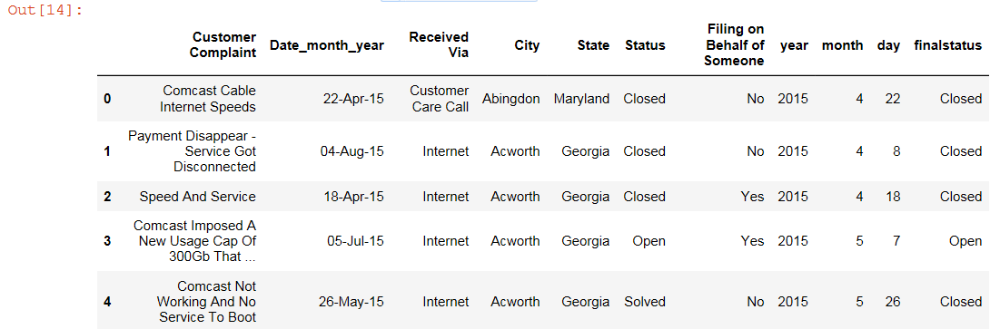 Out[14]:
Customer Complaint Date_month_year Received Via City State Status Filing on Behalf of Someone year month day finalstatus
0 Comcast Cable Internet Speeds 22-Apr-15 Customer Care Call Abingdon Maryland Closed No 2015 4 22 Closed
1 Payment Disappear - Service Got Disconnected 04-Aug-15 Internet Acworth Georgia Closed No 2015 4 8 Closed
2 Speed And Service 18-Apr-15 Internet Acworth Georgia Closed Yes 2015 4 18 Closed
3 Comcast Imposed A New Usage Cap Of 300Gb That ... 05-Jul-15 Internet Acworth Georgia Open Yes 2015 5 7 Open
4 Comcast Not Working And No Service To Boot 26-May-15 Internet Acworth Georgia Solved No 2015 5 26 Closed